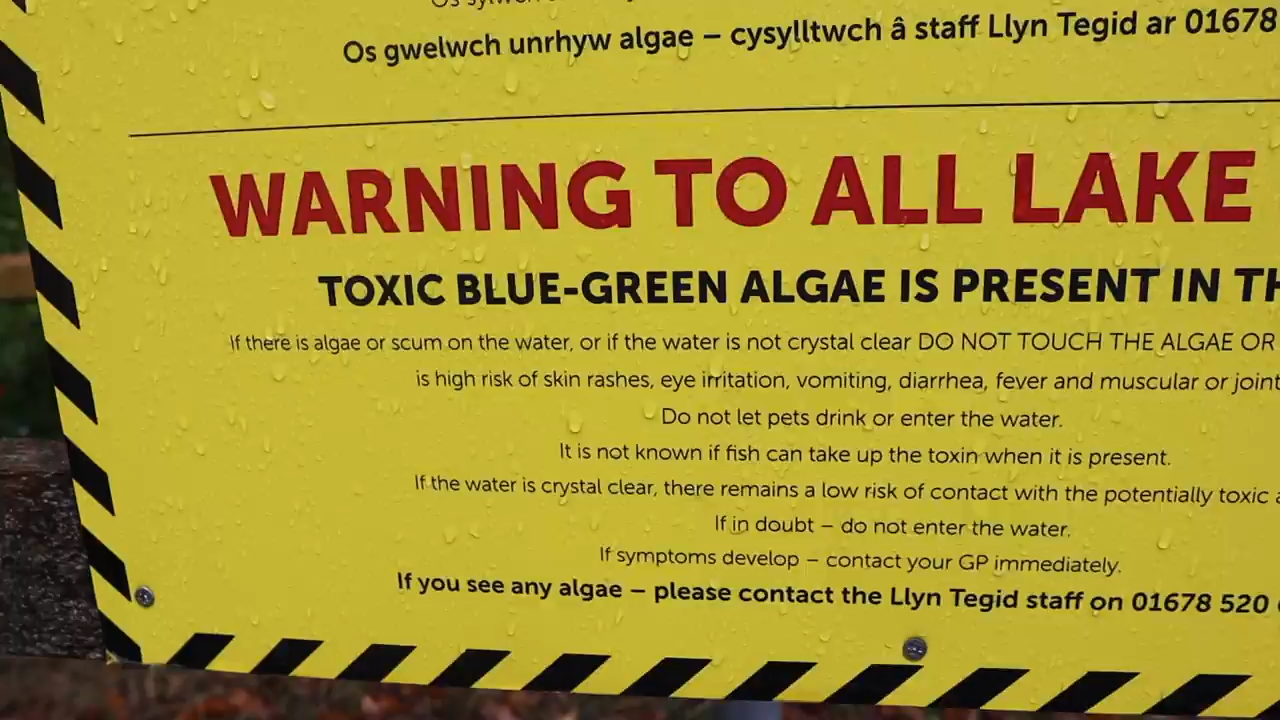 Os gwelwch unrhyw algae – cysylltwch â staff Llyn Tegid ar 01678
WARNING TO ALL LAKE
TOXIC BLUE-GREEN ALGAE IS PRESENT IN TH
If there is algae or scum on the water, or if the water is not crystal clear DO NOT TOUCH THE ALGAE OR
is high risk of skin rashes, eye irritation, vomiting, diarrhea, fever and muscular or joint
Do not let pets drink or enter the water.
It is not known if fish can take up the toxin when it is present.
If the water is crystal clear, there remains a low risk of contact with the potentially toxic
If in doubt – do not enter the water.
If symptoms develop – contact your GP immediately.
If you see any algae – please contact the Llyn Tegid staff on 01678 520